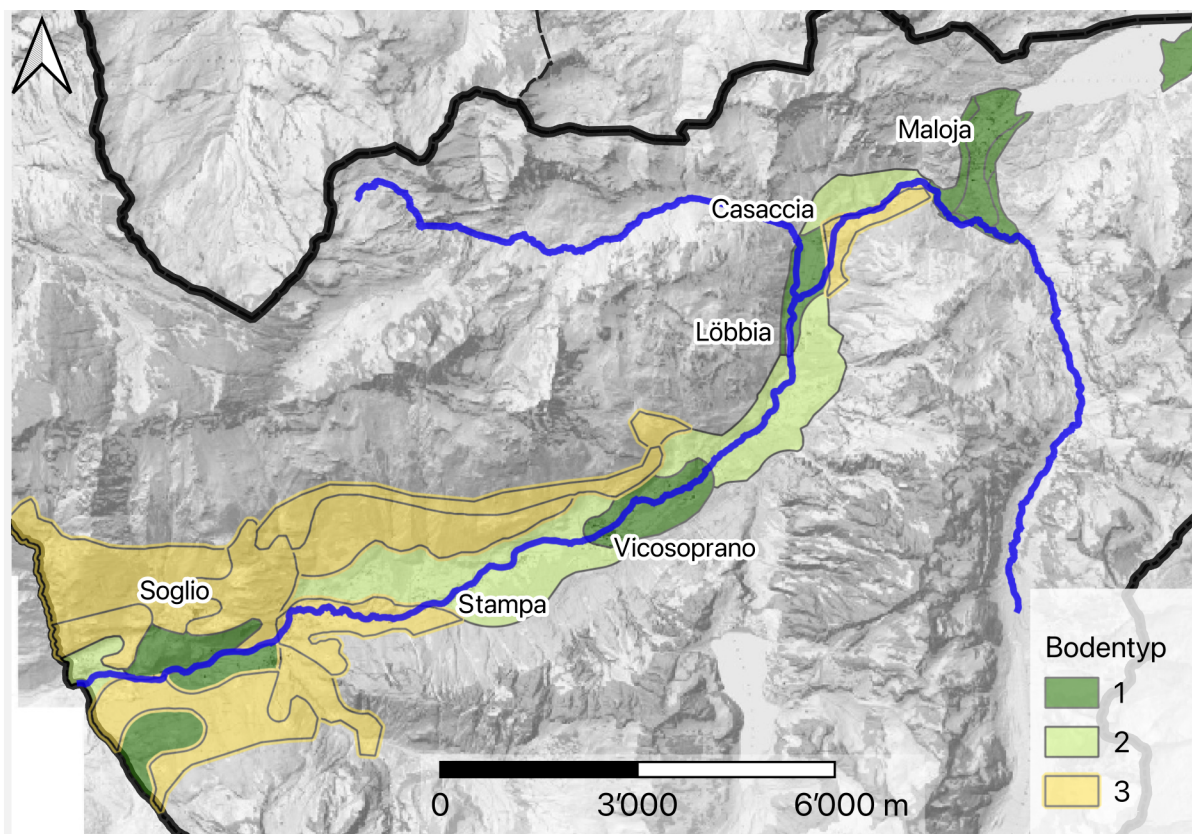 Maloja
Casaccia
Löbbia
Vicosoprano
Soglio
Stampa
Bodentyp
1
2
3
0 3'000 6'000 m